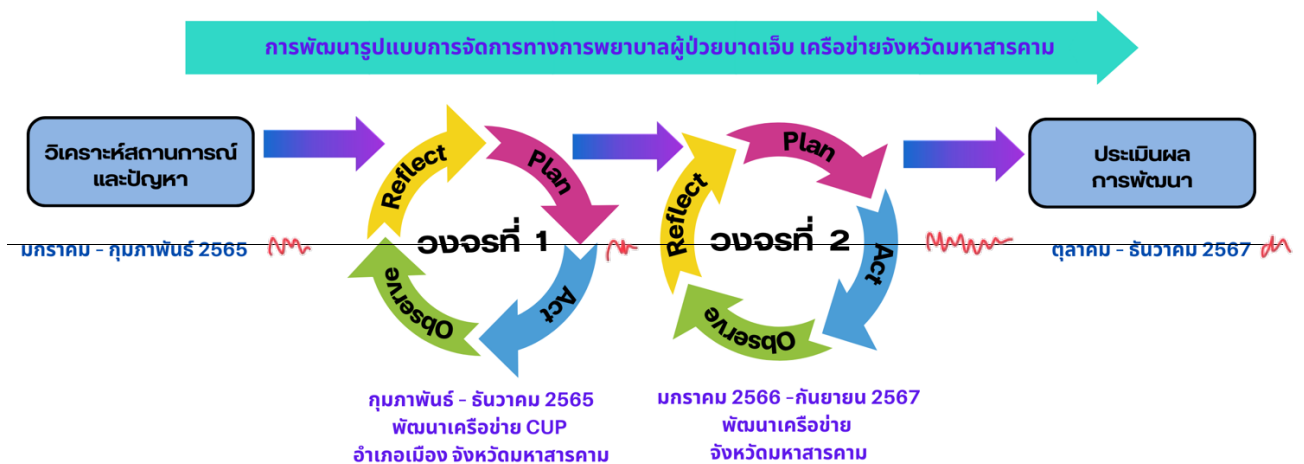 การพัฒนารูปแบบการจัดการทางการพยาบาลผู้ป่วยบาดเจ็บ เครือข่ายจังหวัดมหาสารคาม
วิเคราะห์สถานการณ์
และปัญหา
มกราคม - กุมภาพันธ์ 2565
Reflect
Plan
Act
Observe
วงจรที่ 1
กุมภาพันธ์ - ธันวาคม 2565
พัฒนาเครือข่าย CUP
อำเภอเมือง จังหวัดมหาสารคาม
Reflect
Plan
Act
Observe
วงจรที่ 2
มกราคม 2566 -กันยายน 2567
พัฒนาเครือข่าย
จังหวัดมหาสารคาม
ประเมินผล
การพัฒนา
ตุลาคม - ธันวาคม 2567